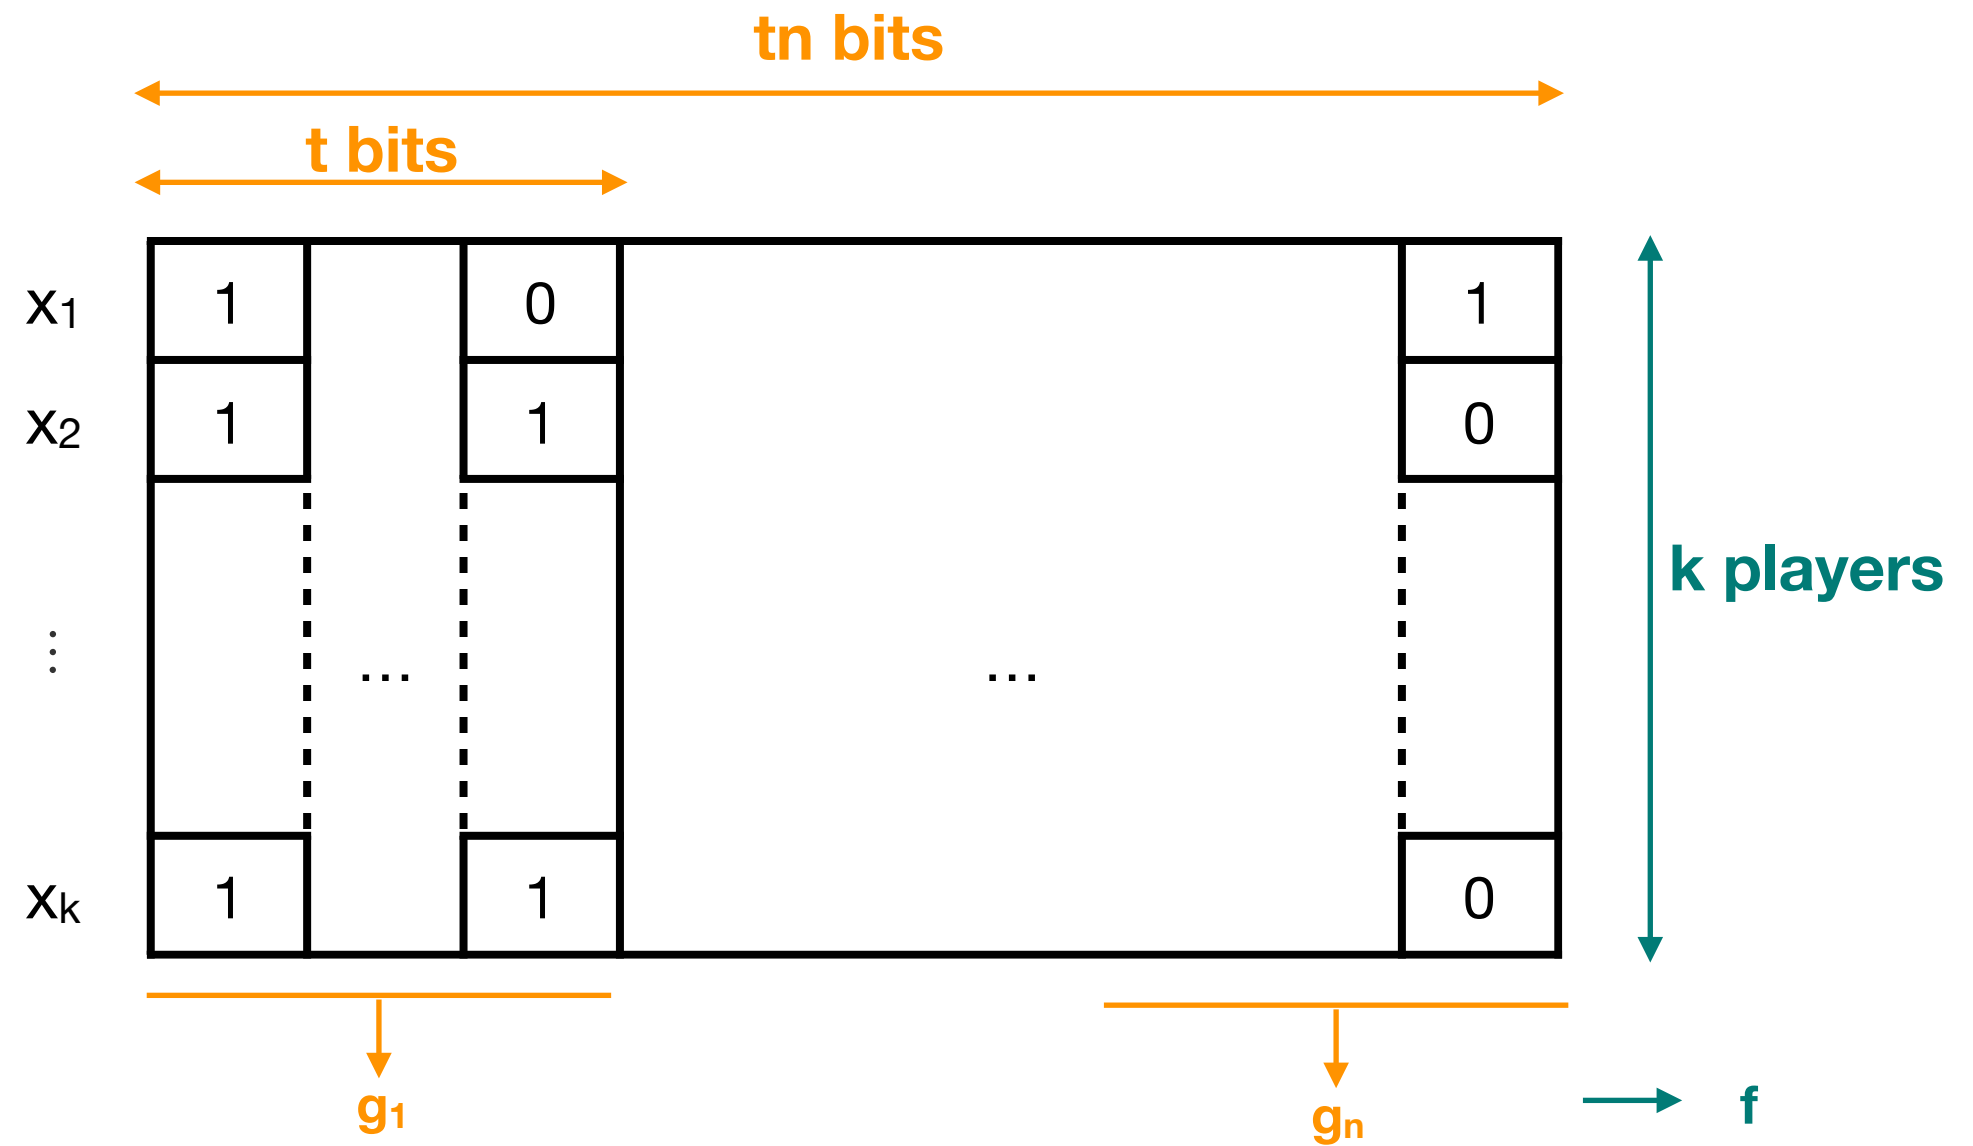 tn bits
t bits
x₁ 1 0 1
x₂ 1 1 0
k players
⋮ ... ...
xₖ 1 1 0
g₁ gₙ f